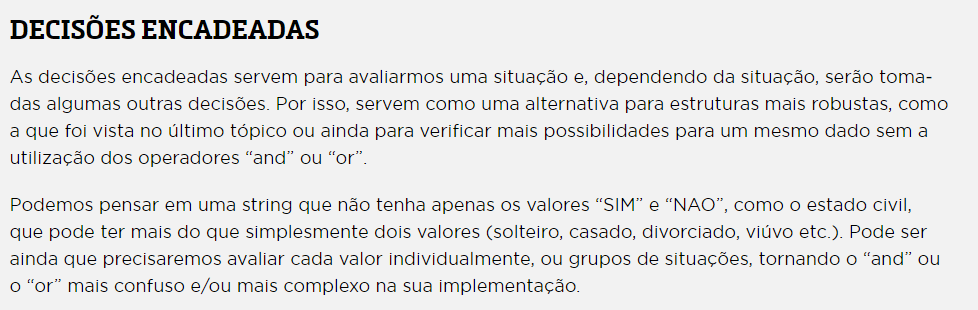 DECISÕES ENCADEADAS
As decisões encadeadas servem para avaliarmos uma situação e, dependendo da situação, serão toma-
das algumas outras decisões. Por isso, servem como uma alternativa para estruturas mais robustas, como
a que foi vista no último tópico ou ainda para verificar mais possibilidades para um mesmo dado sem a
utilização dos operadores “and” ou “or”.
Podemos pensar em uma string que não tenha apenas os valores “SIM” e “NAO”, como o estado civil,
que pode ter mais do que simplesmente dois valores (solteiro, casado, divorciado, viúvo etc.). Pode ser
ainda que precisaremos avaliar cada valor individualmente, ou grupos de situações, tornando o “and” ou
o “or” mais confuso e/ou mais complexo na sua implementação.